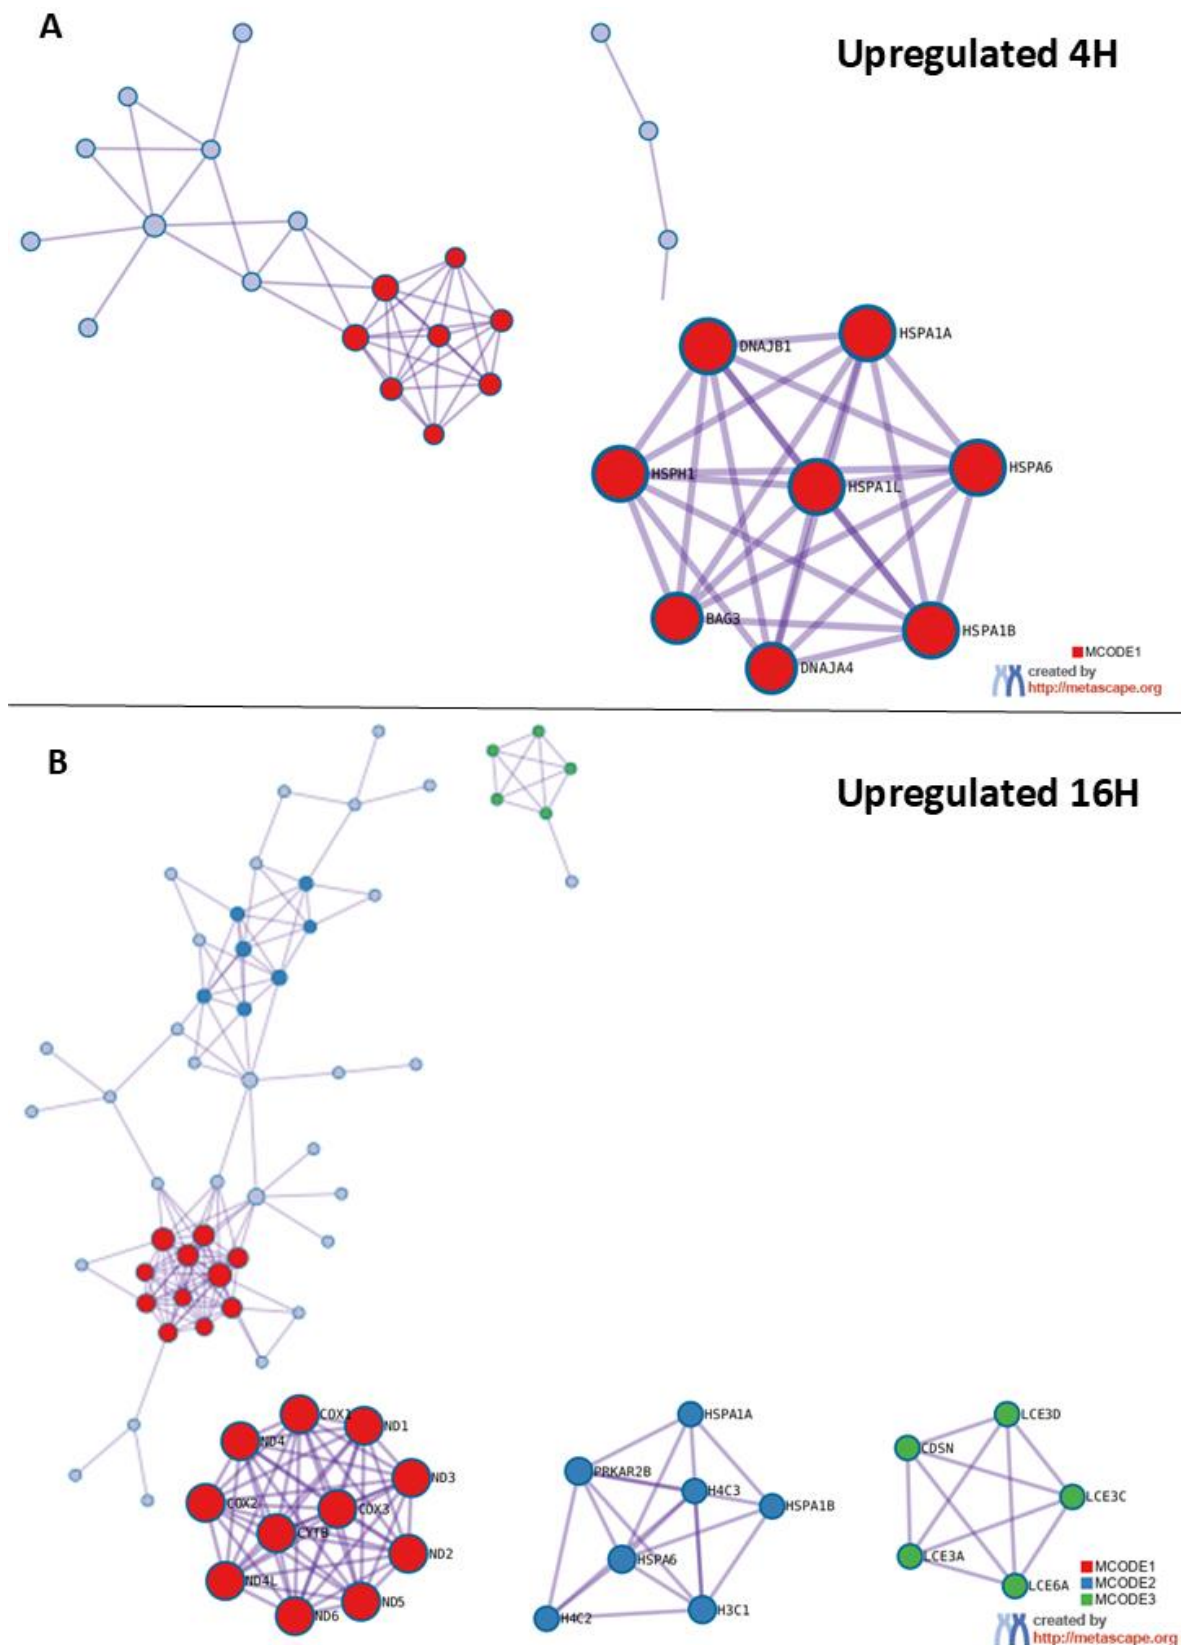 A
Upregulated 4H
DNAJB1
HSPA1A
HSPH1
HSPA1L
HSPA6
BAG3
HSPA1B
DNAJA4
MCODE1
created by
http://metascape.org
B
Upregulated 16H
COX1
ND1
ND4
ND3
COX2
COX3
CYTB
ND2
ND4L
ND5
ND6
HSPA1A
PRKAR2B
H4C3
HSPA1B
HSPA6
H3C1
H4C2
LCE3D
CDSN
LCE3C
LCE3A
LCE6A
MCODE1
MCODE2
MCODE3
created by
http://metascape.org